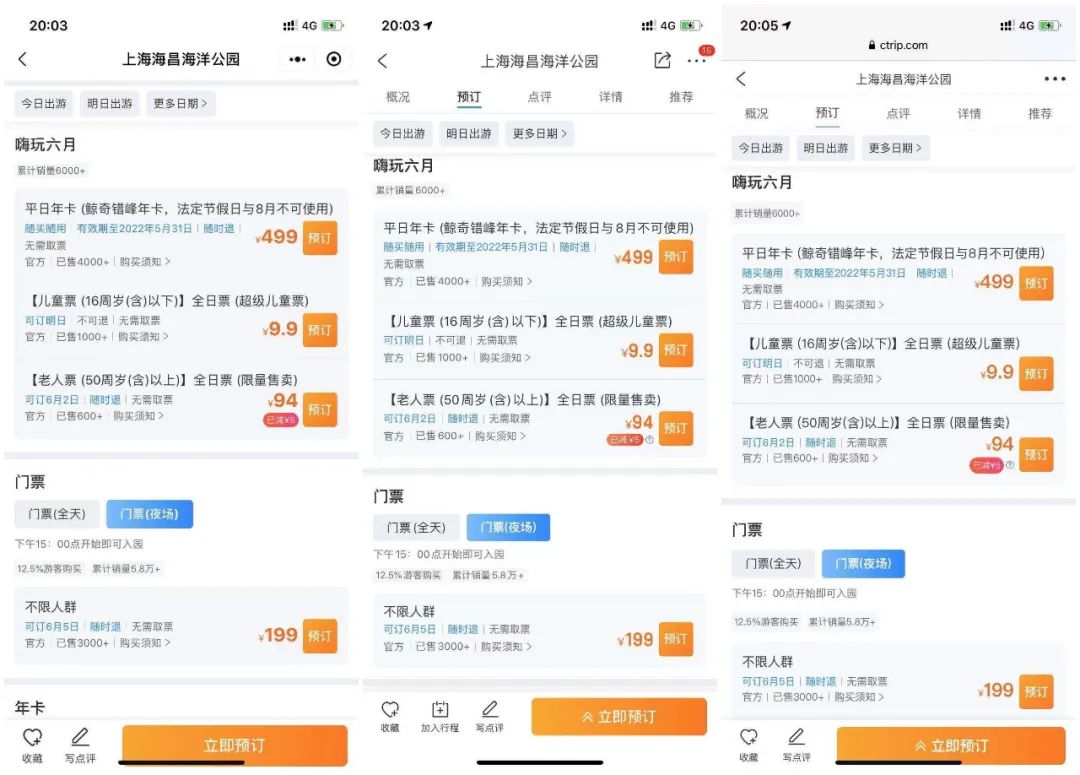 20:03
4G
上海海昌海洋公园
今日出游 明日出游 更多日期 >
嗨玩六月
累计销量6000+
平日年卡 (鲸奇错峰年卡，法定节假日与8月不可使用)
随买随用 | 有效期至2022年5月31日 | 随时退 |
无需取票
¥499 预订
官方 | 已售4000+ | 购买须知 >
【儿童票 (16周岁(含)以下)】全日票 (超级儿童票)
可订明日 | 不可退 | 无需取票
¥9.9 预订
官方 | 已售1000+ | 购买须知 >
【老人票 (50周岁(含)以上)】全日票 (限量售卖)
可订6月2日 | 随时退 | 无需取票
¥94 预订
官方 | 已售600+ | 购买须知 >
已减¥5
门票
门票(全天) 门票(夜场)
下午15：00点开始即可入园
12.5%游客购买 累计销量5.8万+
不限人群
可订6月5日 | 随时退 | 无需取票
¥199 预订
官方 | 已售3000+ | 购买须知 >
年卡
收藏 写点评 立即预订
20:03
4G
上海海昌海洋公园
15
概况 预订 点评 详情 推荐
今日出游 明日出游 更多日期 >
嗨玩六月
累计销量6000+
平日年卡 (鲸奇错峰年卡，法定节假日与8月不可使用)
随买随用 | 有效期至2022年5月31日 | 随时退 |
无需取票
¥499 预订
官方 | 已售4000+ | 购买须知 >
【儿童票 (16周岁(含)以下)】全日票 (超级儿童票)
可订明日 | 不可退 | 无需取票
¥9.9 预订
官方 | 已售1000+ | 购买须知 >
【老人票 (50周岁(含)以上)】全日票 (限量售卖)
可订6月2日 | 随时退 | 无需取票
¥94 预订
官方 | 已售600+ | 购买须知 >
已减¥5
门票
门票(全天) 门票(夜场)
下午15：00点开始即可入园
12.5%游客购买 累计销量5.8万+
不限人群
可订6月5日 | 随时退 | 无需取票
¥199 预订
官方 | 已售3000+ | 购买须知 >
收藏 加入行程 写点评 立即预订
20:05
4G
ctrip.com
上海海昌海洋公园
概况 预订 点评 详情 推荐
今日出游 明日出游 更多日期 >
嗨玩六月
累计销量6000+
平日年卡 (鲸奇错峰年卡，法定节假日与8月不可使用)
随买随用 | 有效期至2022年5月31日 随时退 |
无需取票
¥499 预订
官方 | 已售4000+ | 购买须知 >
【儿童票 (16周岁(含)以下)】全日票 (超级儿童票)
可订明日 | 不可退 | 无需取票
¥9.9 预订
官方 | 已售1000+ 购买须知 >
【老人票 (50周岁(含)以上)】全日票 (限量售卖)
可订6月2日 | 随时退 | 无需取票
¥94 预订
官方 | 已售600+ | 购买须知 >
已减¥5
门票
门票(全天) 门票(夜场)
下午15：00点开始即可入园
12.5%游客购买 累计销量5.8万+
不限人群
可订6月5日 | 随时退 | 无需取票
¥199 预订
官方 | 已售3000+ | 购买须知 >
收藏 写点评 立即预订